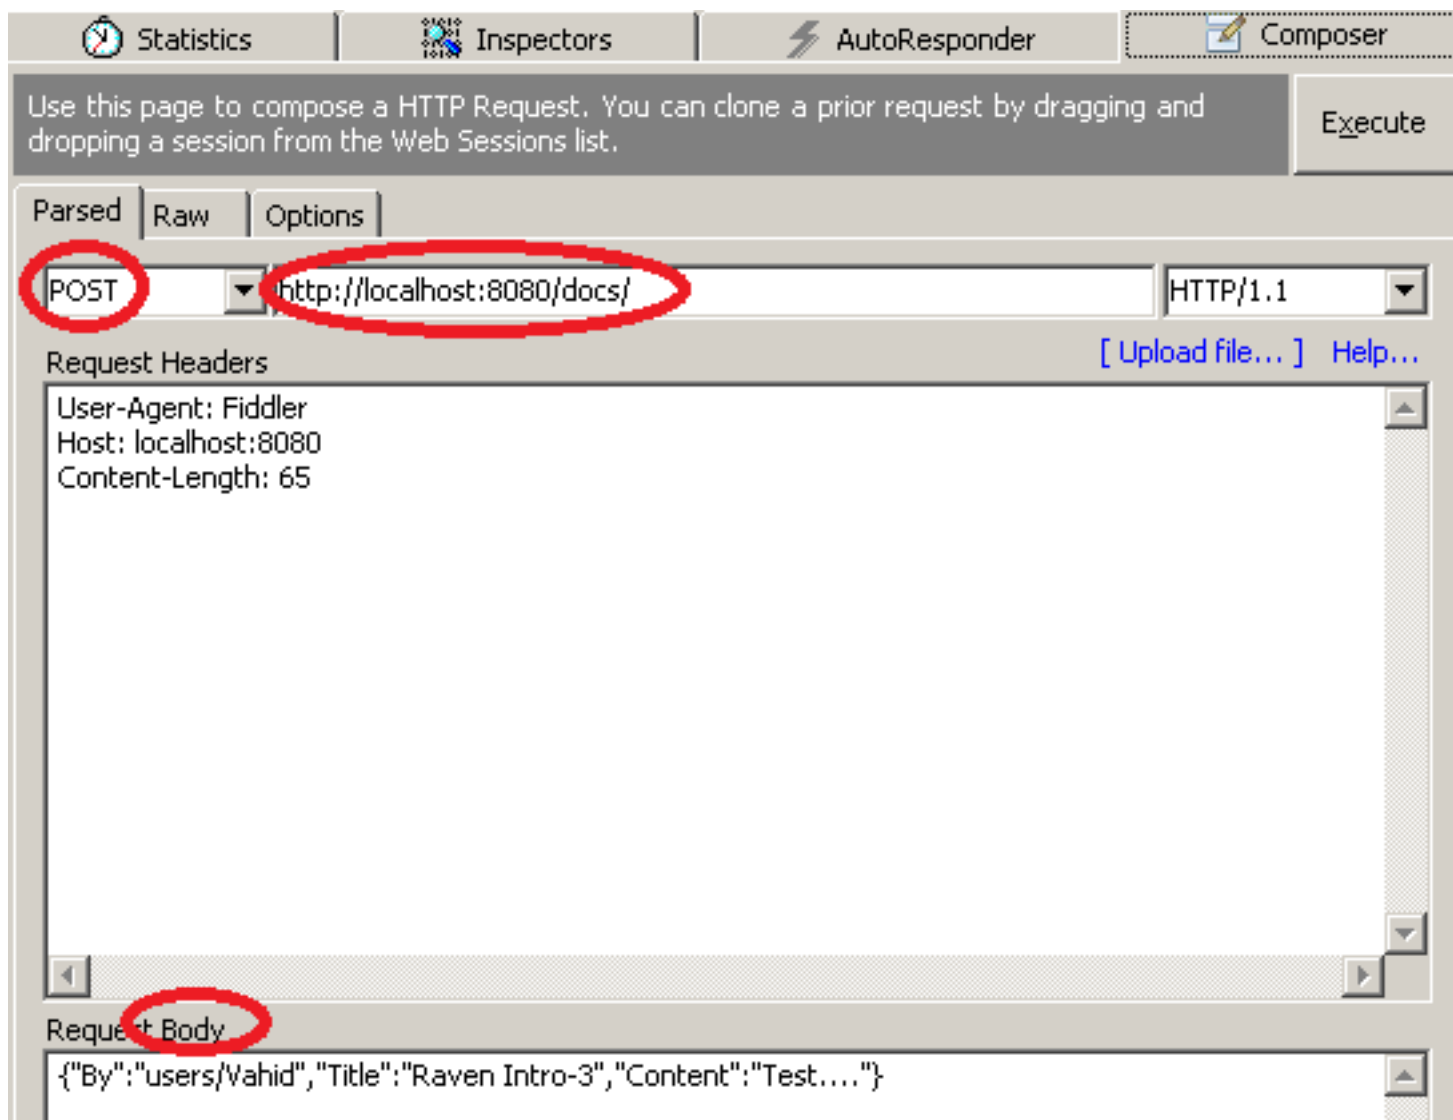 Statistics Inspectors AutoResponder Composer
Use this page to compose a HTTP Request. You can clone a prior request by dragging and
dropping a session from the Web Sessions list.
Execute
Parsed Raw Options
POST http://localhost:8080/docs/ HTTP/1.1
Request Headers [ Upload file... ] Help...
User-Agent: Fiddler
Host: localhost:8080
Content-Length: 65
Request Body
{"By":"users/Vahid","Title":"Raven Intro-3","Content":"Test...."}